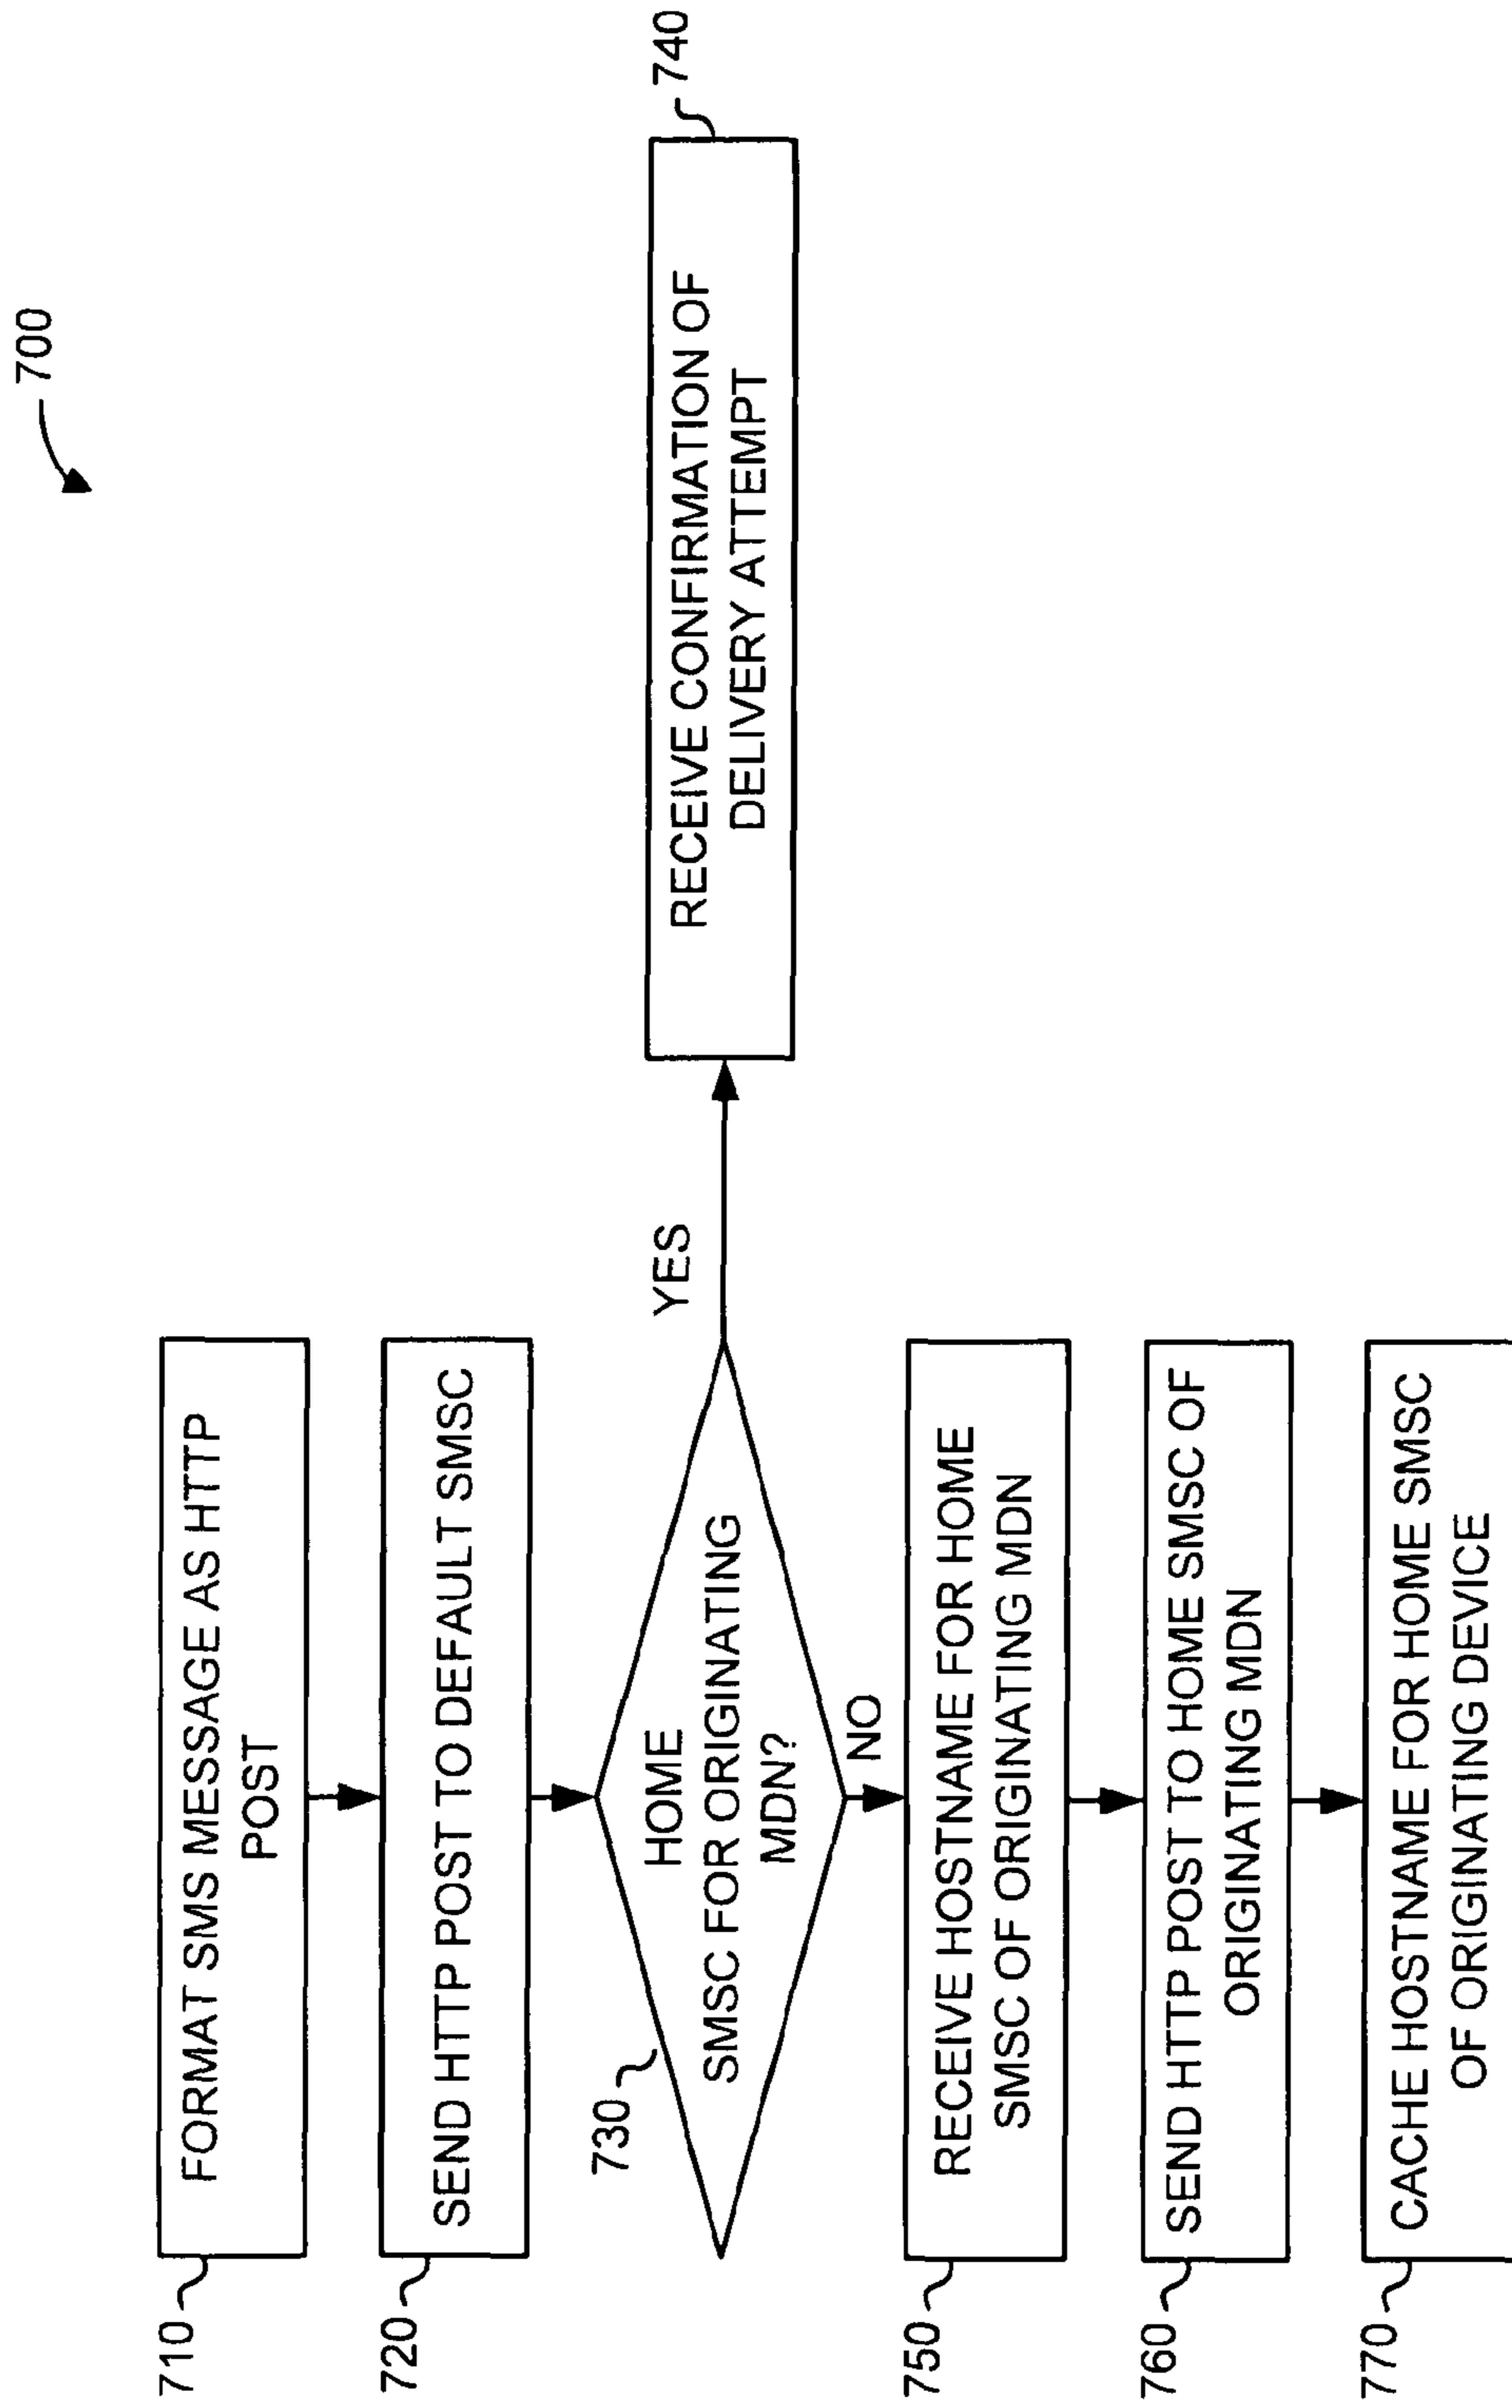 700
710
FORMAT SMS MESSAGE AS HTTP
POST
720
SEND HTTP POST TO DEFAULT SMSC
730
HOME
SMSC FOR ORIGINATING
MDN?
YES
740
RECEIVE CONFIRMATION OF
DELIVERY ATTEMPT
NO
750
RECEIVE HOSTNAME FOR HOME
SMSC OF ORIGINATING MDN
760
SEND HTTP POST TO HOME SMSC OF
ORIGINATING MDN
770
CACHE HOSTNAME FOR HOME SMSC
OF ORIGINATING DEVICE